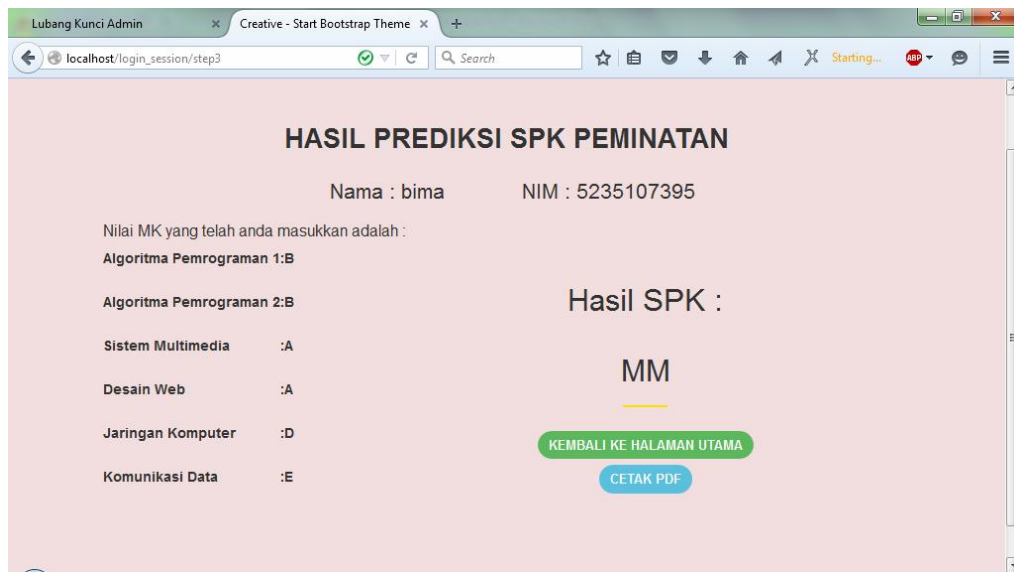 Lubang Kunci Admin × Creative - Start Bootstrap Theme × +
localhost/login_session/step3 Search Starting... ABP
HASIL PREDIKSI SPK PEMINATAN
Nama : bima NIM : 5235107395
Nilai MK yang telah anda masukkan adalah :
Algoritma Pemrograman 1:B
Algoritma Pemrograman 2:B
Sistem Multimedia :A
Desain Web :A
Jaringan Komputer :D
Komunikasi Data :E
Hasil SPK :
MM
KEMBALI KE HALAMAN UTAMA
CETAK PDF